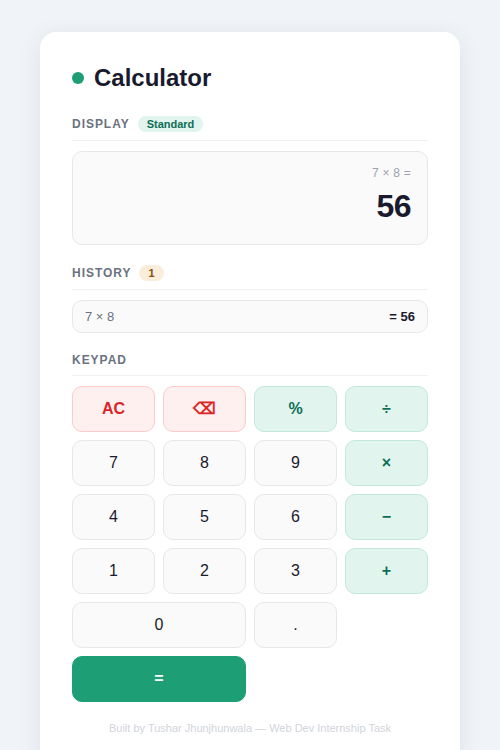 Calculator
DISPLAY Standard
7 × 8 =
56
HISTORY 1
7 × 8 = 56
KEYPAD
AC ⌫ % ÷
7 8 9 ×
4 5 6 −
1 2 3 +
0 .
=
Built by Tushar Jhunjhunwala — Web Dev Internship Task